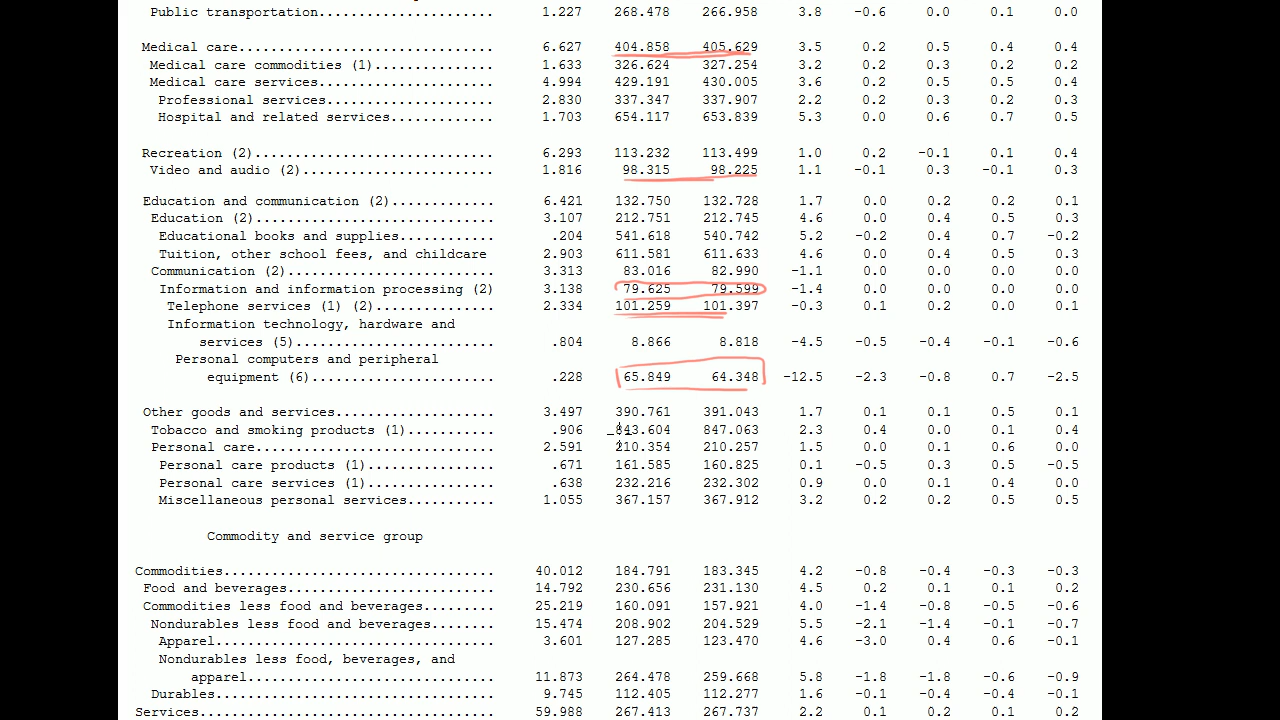 Public transportation..................... 1.227 268.478 266.958 3.8 -0.6 0.0 0.1 0.0
Medical care............................... 6.627 404.858 405.629 3.5 0.2 0.5 0.4 0.4
Medical care commodities (1)............... 1.633 326.624 327.254 3.2 0.2 0.3 0.2 0.2
Medical care services..................... 4.994 429.191 430.005 3.6 0.2 0.5 0.5 0.4
Professional services.................... 2.830 337.347 337.907 2.2 0.2 0.3 0.2 0.3
Hospital and related services............. 1.703 654.117 653.839 5.3 0.0 0.6 0.7 0.5
Recreation (2)............................. 6.293 113.232 113.499 1.0 0.2 -0.1 0.1 0.4
Video and audio (2)....................... 1.816 98.315 98.225 1.1 -0.1 0.3 -0.1 0.3
Education and communication (2)............ 6.421 132.750 132.728 1.7 0.0 0.2 0.2 0.1
Education (2)............................. 3.107 212.751 212.745 4.6 0.0 0.4 0.5 0.3
Educational books and supplies............ .204 541.618 540.742 5.2 -0.2 0.4 0.7 -0.2
Tuition, other school fees, and childcare 2.903 611.581 611.633 4.6 0.0 0.4 0.5 0.3
Communication (2)......................... 3.313 83.016 82.990 -1.1 0.0 0.0 0.0 0.0
Information and information processing (2) 3.138 79.625 79.599 -1.4 0.0 0.0 0.0 0.0
Telephone services (1) (2)............... 2.334 101.259 101.397 -0.3 0.1 0.2 0.0 0.1
Information technology, hardware and
services (5)......................... .804 8.866 8.818 -4.5 -0.5 -0.4 -0.1 -0.6
Personal computers and peripheral
equipment (6)...................... .228 65.849 64.348 -12.5 -2.3 -0.8 0.7 -2.5
Other goods and services................... 3.497 390.761 391.043 1.7 0.1 0.1 0.5 0.1
Tobacco and smoking products (1).......... .906 843.604 847.063 2.3 0.4 0.0 0.1 0.4
Personal care............................. 2.591 210.354 210.257 1.5 0.0 0.1 0.6 0.0
Personal care products (1)............... .671 161.585 160.825 0.1 -0.5 0.3 0.5 -0.5
Personal care services (1)............... .638 232.216 232.302 0.9 0.0 0.1 0.4 0.0
Miscellaneous personal services.......... 1.055 367.157 367.912 3.2 0.2 0.2 0.5 0.5
Commodity and service group
Commodities................................ 40.012 184.791 183.345 4.2 -0.8 -0.4 -0.3 -0.3
Food and beverages......................... 14.792 230.656 231.130 4.5 0.2 0.1 0.1 0.2
Commodities less food and beverages........ 25.219 160.091 157.921 4.0 -1.4 -0.8 -0.5 -0.6
Nondurables less food and beverages....... 15.474 208.902 204.529 5.5 -2.1 -1.4 -0.1 -0.7
Apparel.................................. 3.601 127.285 123.470 4.6 -3.0 0.4 0.6 -0.1
Nondurables less food, beverages, and
apparel.............................. 11.873 264.478 259.668 5.8 -1.8 -1.8 -0.6 -0.9
Durables.................................. 9.745 112.405 112.277 1.6 -0.1 -0.4 -0.4 -0.1
Services................................... 59.988 267.413 267.737 2.2 0.1 0.2 0.1 0.2